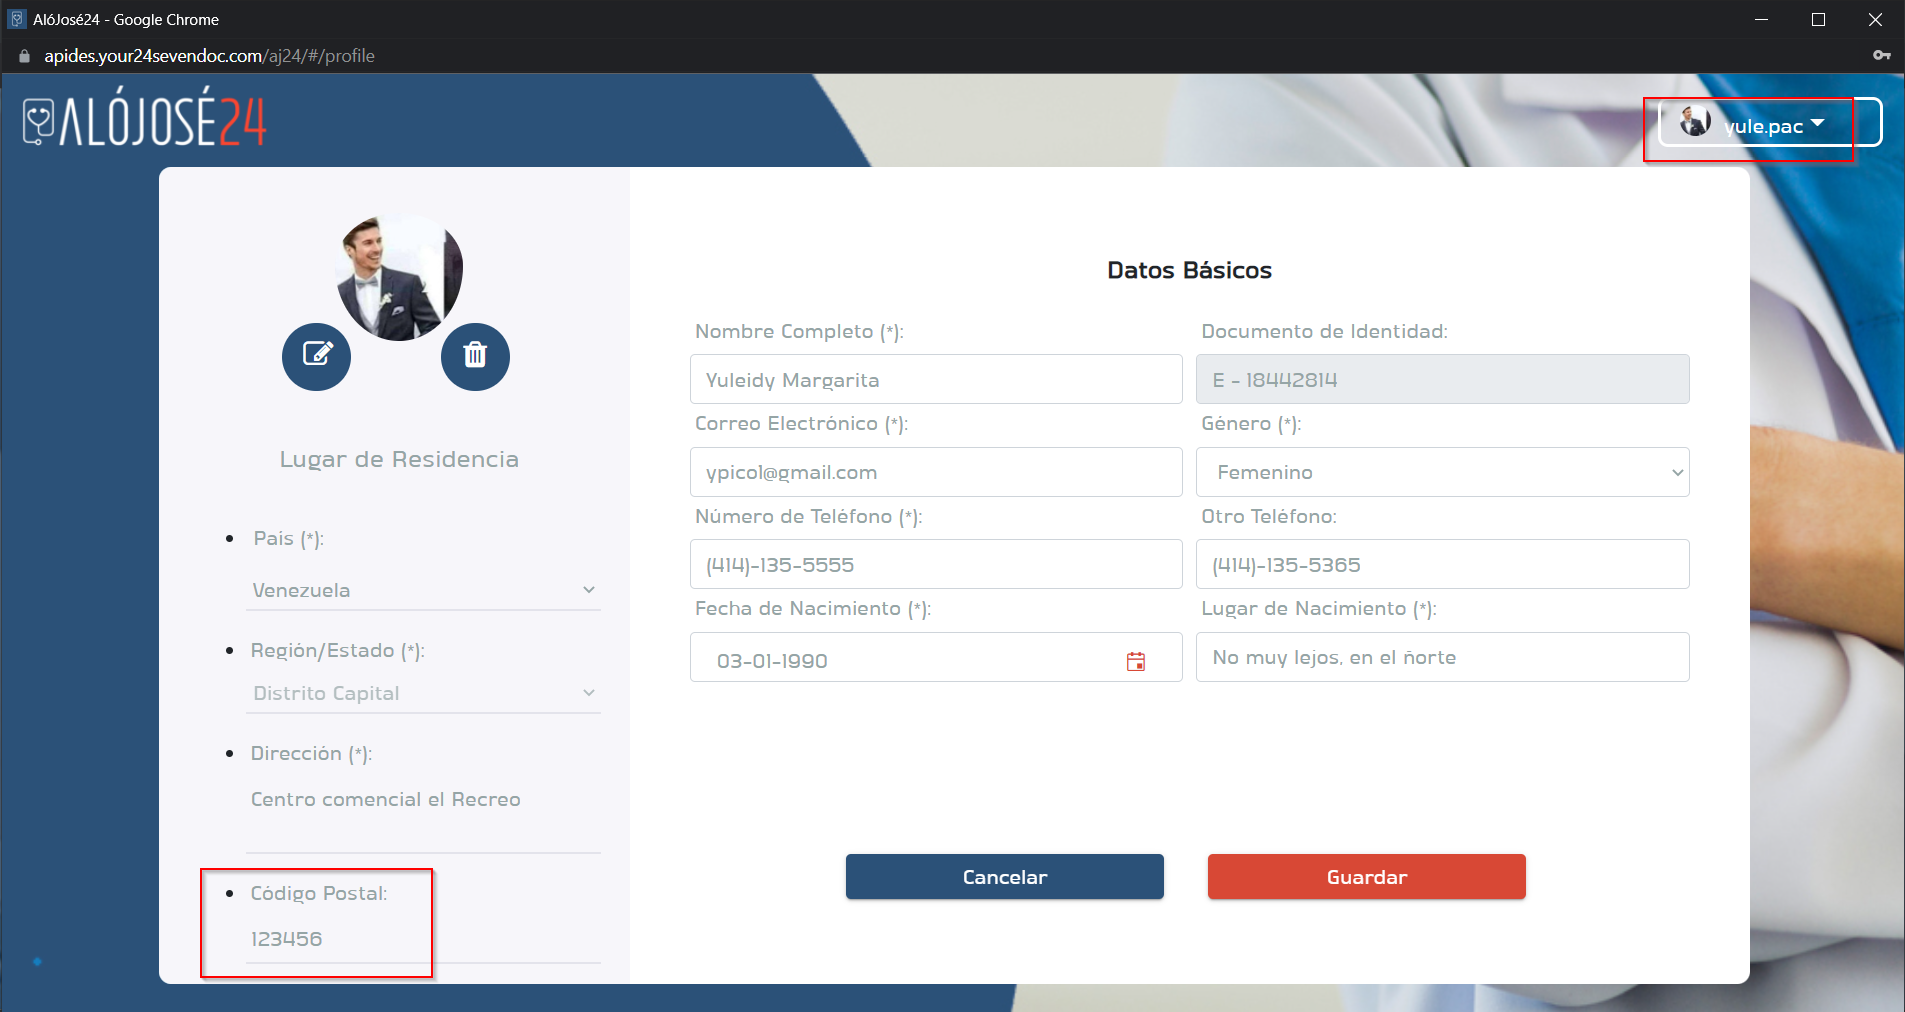 AlóJosé24 - Google Chrome
apides.your24sevendoc.com/aj24/#/profile
ALÓJOSÉ24
yule.pac
Lugar de Residencia
País (*):
Venezuela
Región/Estado (*):
Distrito Capital
Dirección (*):
Centro comencial el Recreo
Código Postal:
123456
Datos Básicos
Nombre Completo (*):
Documento de Identidad:
Yuleidy Margarita
E - 18442814
Correo Electrónico (*):
Género (*):
ypico1@gmail.com
Femenino
Número de Teléfono (*):
Otro Teléfono:
(414)-135-5555
(414)-135-5365
Fecha de Nacimiento (*):
Lugar de Nacimiento (*):
03-01-1990
No muy lejos, en el ñorte
Cancelar
Guardar